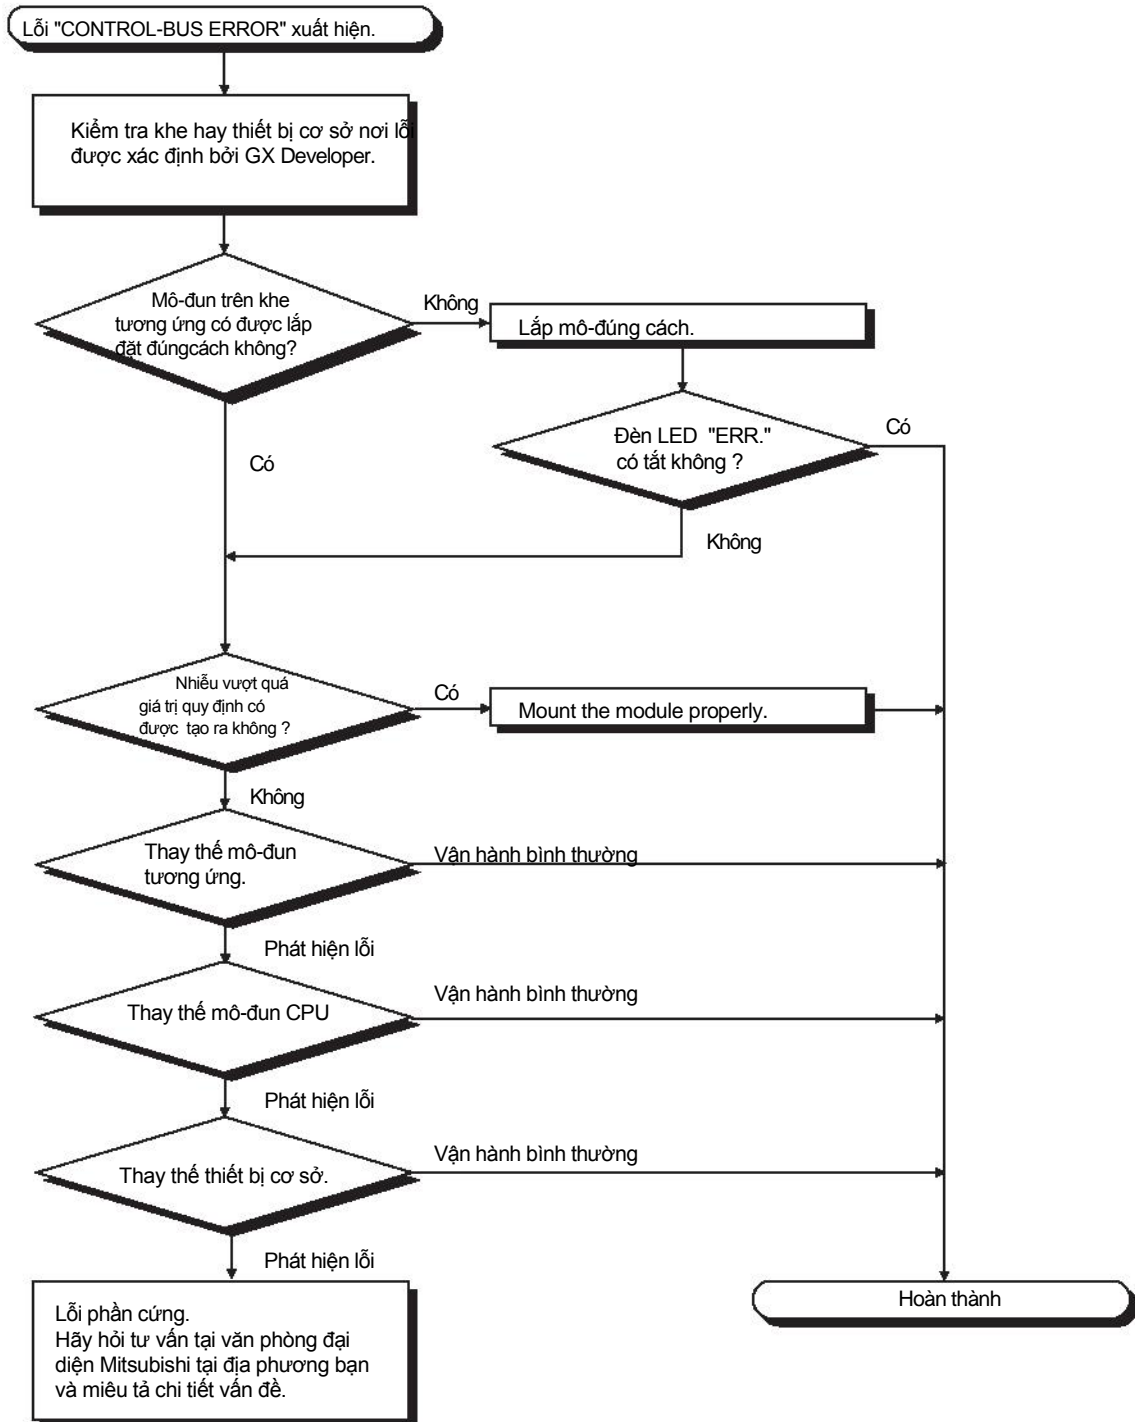 Lỗi "CONTROL-BUS ERROR" xuất hiện.
Kiểm tra khe hay thiết bị cơ sở nơi lỗi
được xác định bởi GX Developer.
Mô-đun trên khe
tương ứng có được lắp
đặt đúngcách không?
Không
Lắp mô-đúng cách.
Có
Đèn LED "ERR."
có tắt không ?
Có
Không
Nhiễu vượt quá
giá trị quy định có
được tạo ra không ?
Có
Mount the module properly.
Không
Thay thế mô-đun
tương ứng.
Vận hành bình thường
Phát hiện lỗi
Thay thế mô-đun CPU
Vận hành bình thường
Phát hiện lỗi
Thay thế thiết bị cơ sở.
Vận hành bình thường
Phát hiện lỗi
Lỗi phần cứng.
Hãy hỏi tư vấn tại văn phòng đại
diện Mitsubishi tại địa phương bạn
và miêu tả chi tiết vấn đề.
Hoàn thành